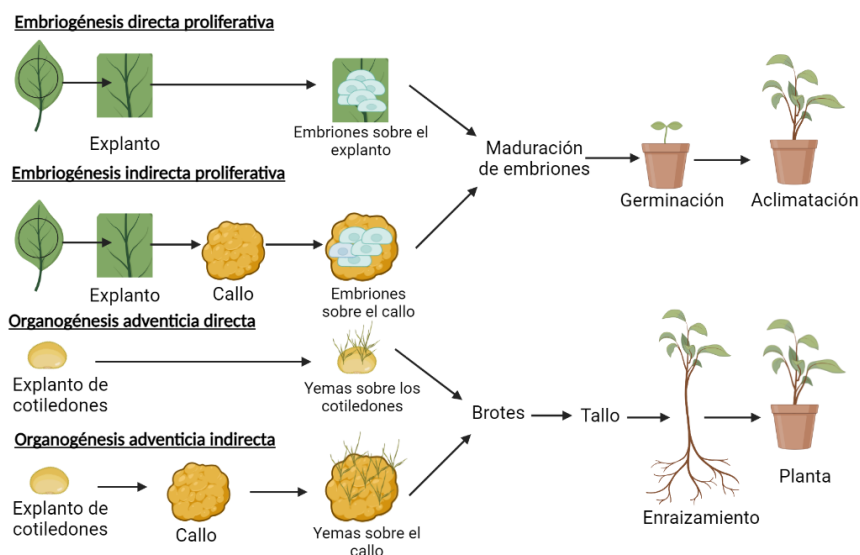 Embriogénesis directa proliferativa
Explanto
Embriones sobre el
explanto
Maduración
de embriones
Germinación
Aclimatación
Embriogénesis indirecta proliferativa
Explanto
Callo
Embriones
sobre el callo
Organogénesis adventicia directa
Explanto de
cotiledones
Yemas sobre los
cotiledones
Brotes
Tallo
Enraizamiento
Planta
Organogénesis adventicia indirecta
Explanto de
cotiledones
Callo
Yemas sobre el
callo